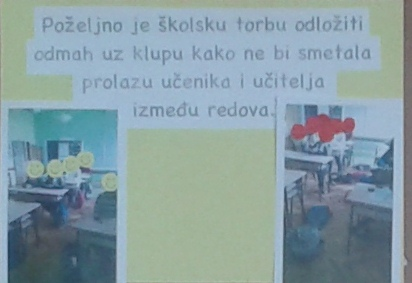 Poželjno je školsku torbu odložiti
odmah uz klupu kako ne bi smetala
prolazu učenika i učitelja
između redova.